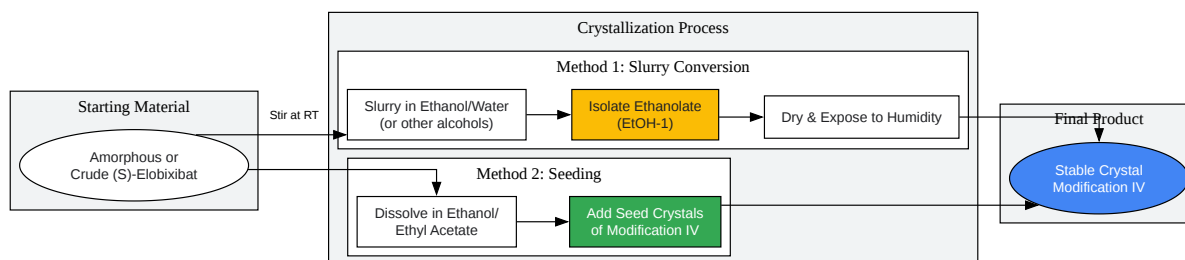 Crystallization Process
Method 1: Slurry Conversion
Starting Material
Stir at RT
Slurry in Ethanol/Water
(or other alcohols)
Isolate Ethanolate
(EtOH-1)
Dry & Expose to Humidity
Final Product
Amorphous or
Crude (S)-Elobixibat
Method 2: Seeding
Dissolve in Ethanol/
Ethyl Acetate
Add Seed Crystals
of Modification IV
Stable Crystal
Modification IV